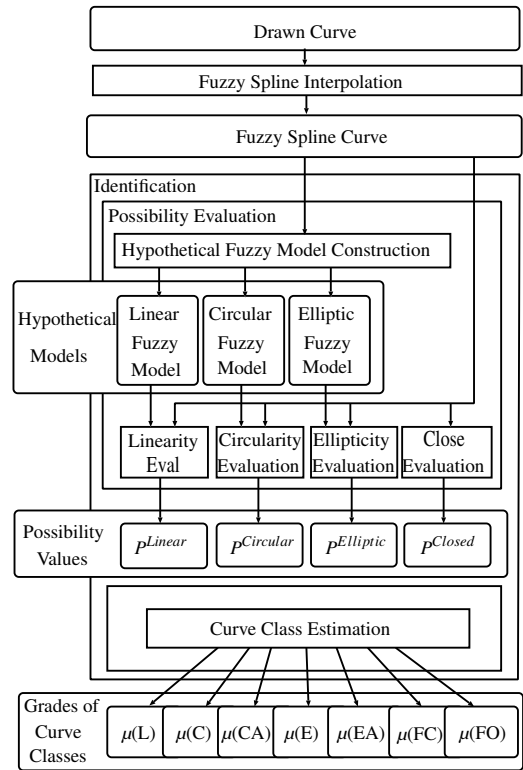 Drawn Curve
Fuzzy Spline Interpolation
Fuzzy Spline Curve
Identification
Possibility Evaluation
Hypothetical Fuzzy Model Construction
Hypothetical
Models
Linear
Fuzzy
Model
Circular
Fuzzy
Model
Elliptic
Fuzzy
Model
Linearity
Eval
Circularity
Evaluation
Ellipticity
Evaluation
Close
Evaluation
Possibility
Values
P^{Linear}
P^{Circular}
P^{Elliptic}
P^{Closed}
Curve Class Estimation
Grades of
Curve
Classes
μ(L)
μ(C)
μ(CA)
μ(E)
μ(EA)
μ(FC)
μ(FO)